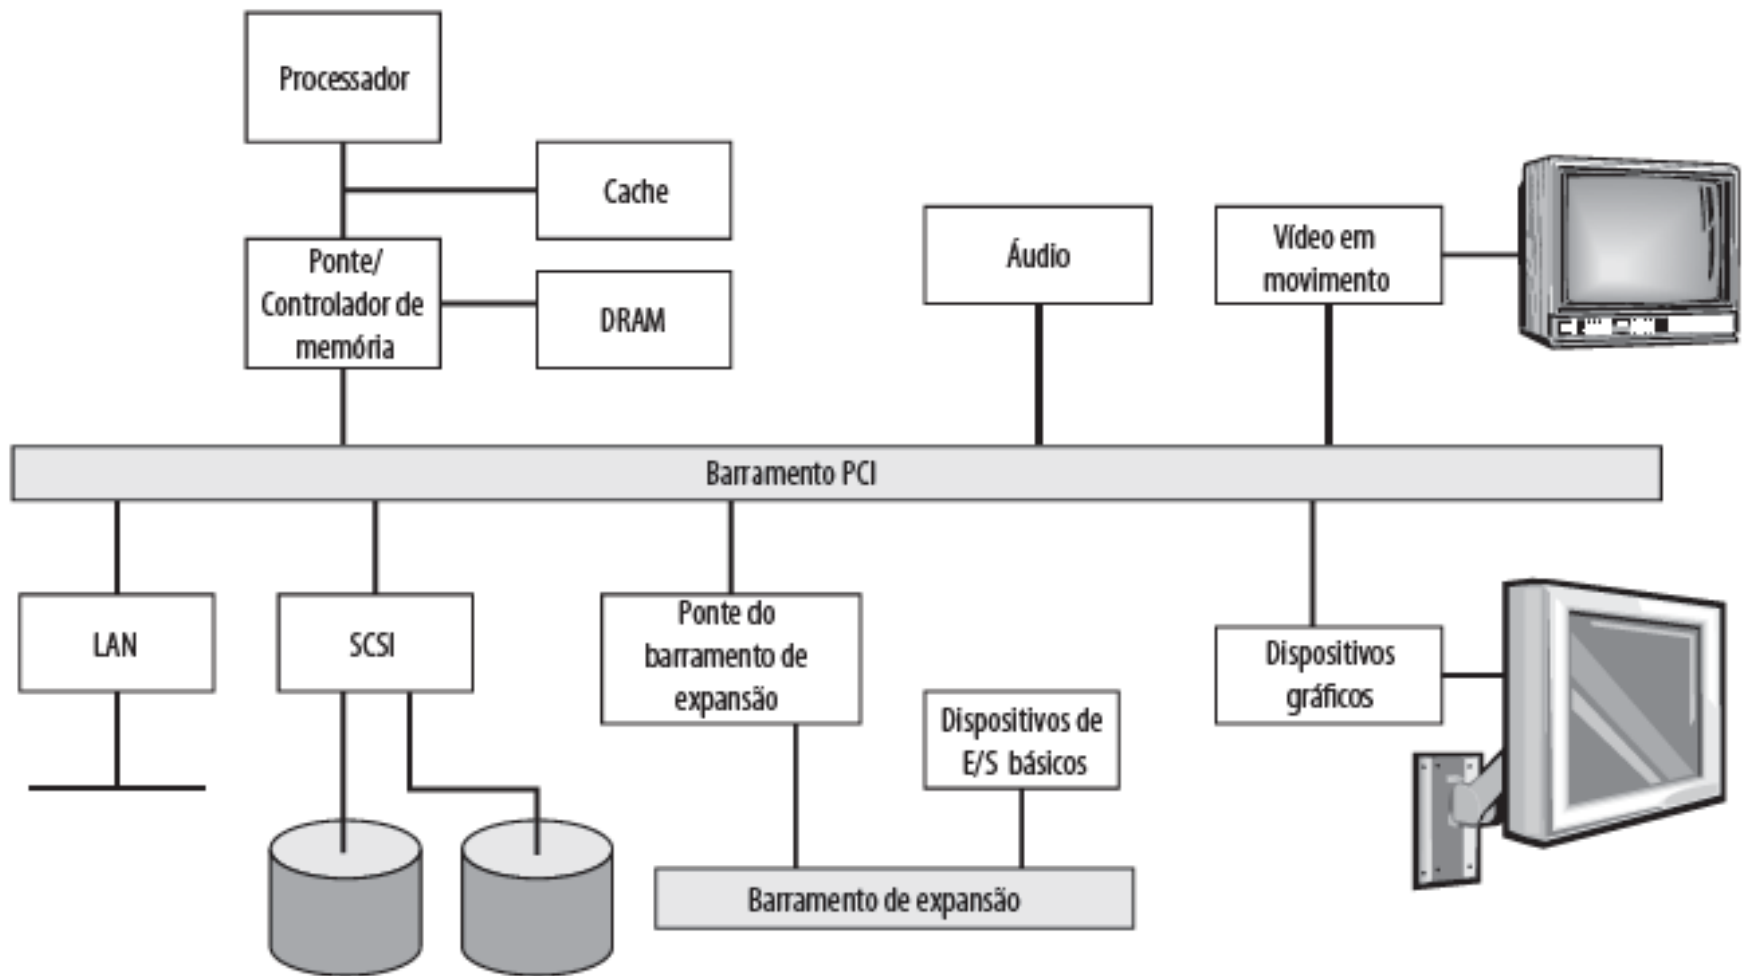 Processador
Cache
Ponte/
Controlador de
memória
DRAM
Áudio
Vídeo em
movimento
Barramento PCI
LAN
SCSI
Ponte do
barramento de
expansão
Dispositivos de
E/S básicos
Dispositivos
gráficos
Barramento de expansão